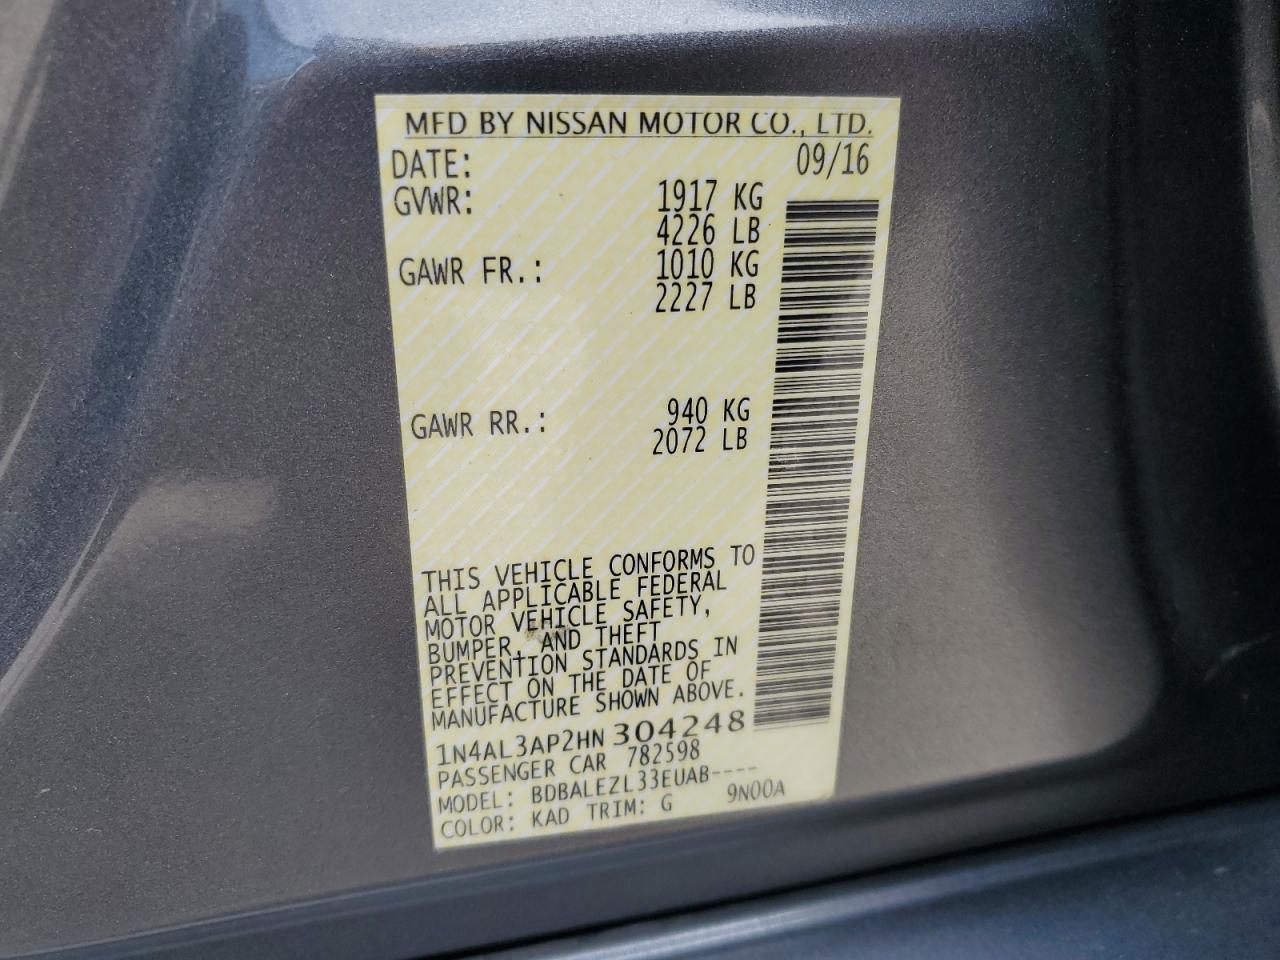 MFD BY NISSAN MOTOR CO., LTD.
DATE: 09/16
GVWR: 1917 KG
4226 LB
GAWR FR.: 1010 KG
2227 LB
GAWR RR.: 940 KG
2072 LB
THIS VEHICLE CONFORMS TO
ALL APPLICABLE FEDERAL
MOTOR VEHICLE SAFETY,
BUMPER, AND THEFT
PREVENTION STANDARDS IN
EFFECT ON THE DATE OF
MANUFACTURE SHOWN ABOVE.
1N4AL3AP2HN304248
PASSENGER CAR 782598
MODEL: BDBALEZL33EUAB----
COLOR: KAD TRIM: G 9N00A